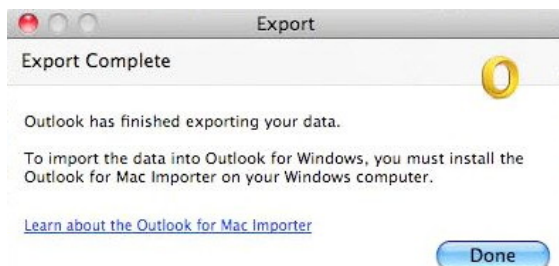 Export
Export Complete
Outlook has finished exporting your data.
To import the data into Outlook for Windows, you must install the
Outlook for Mac Importer on your Windows computer.
Learn about the Outlook for Mac Importer
Done